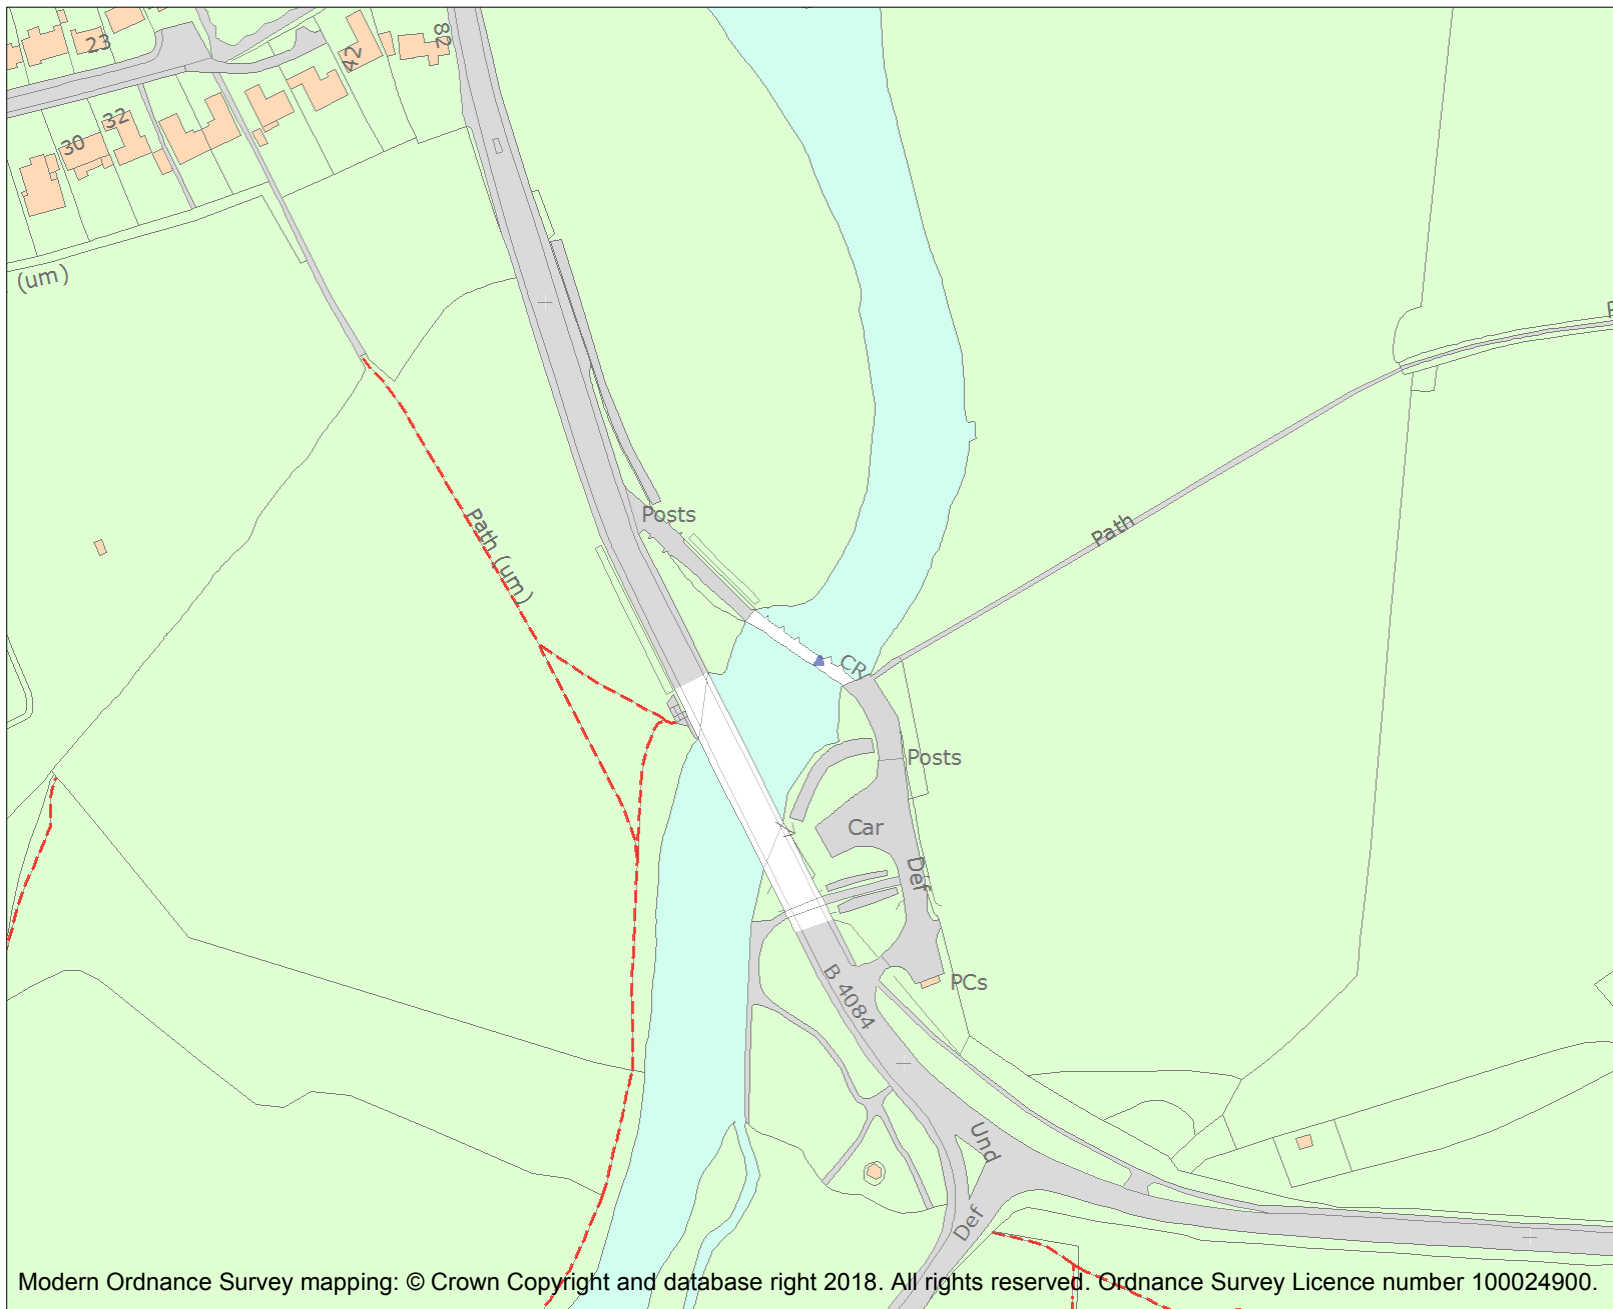 23
42
82
32
30
(um)
Posts
Path (um)
Path
CR
Posts
Car
Def
PCs
B 4084
Und
Def
Modern Ordnance Survey mapping: © Crown Copyright and database right 2018. All rights reserved. Ordnance Survey Licence number 100024900.